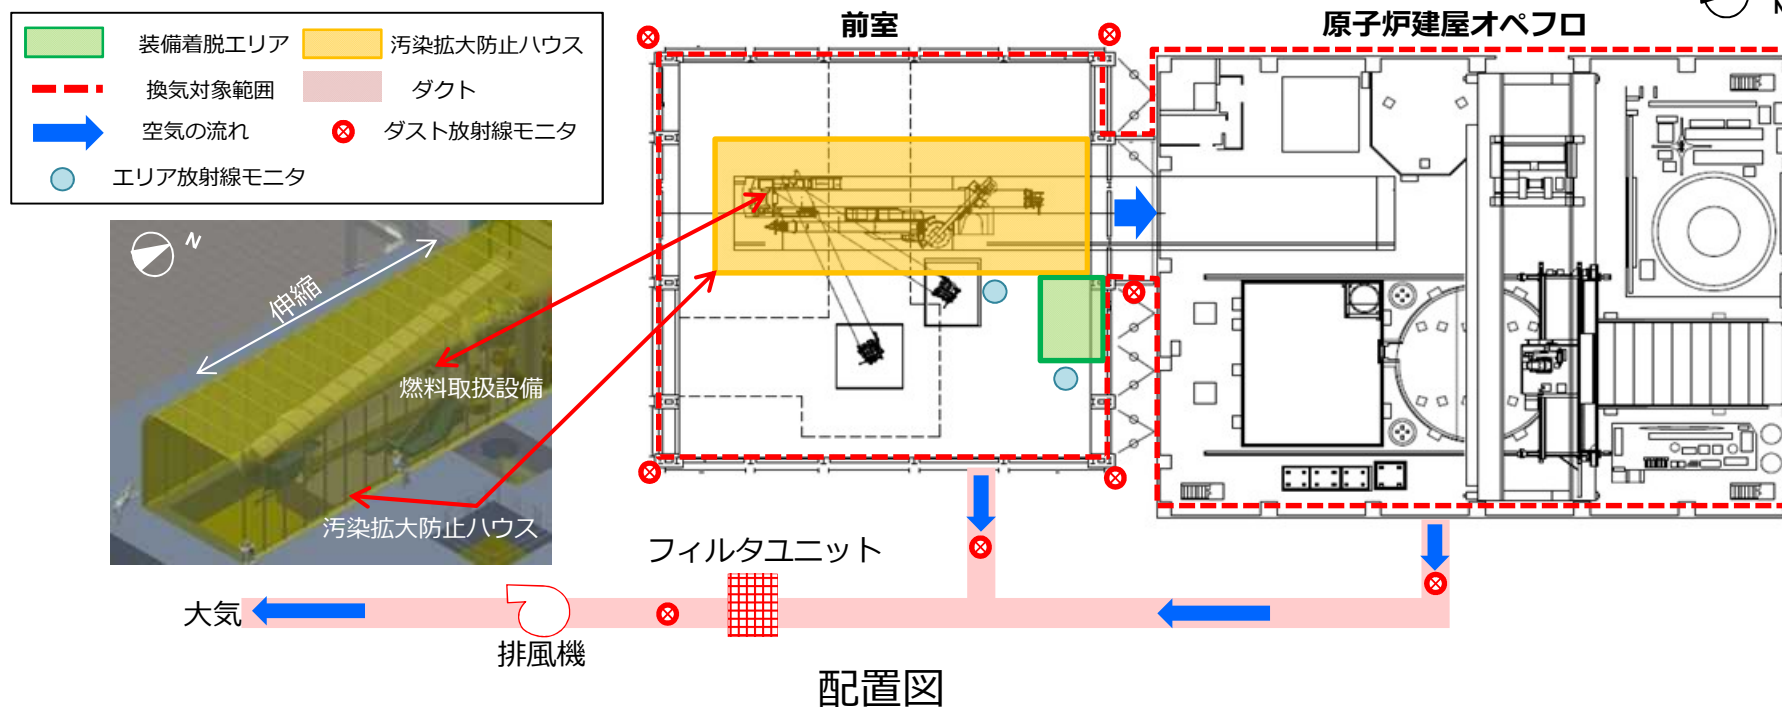 前室
原子炉建屋オペフロ
N
装備着脱エリア
汚染拡大防止ハウス
換気対象範囲
ダクト
空気の流れ
ダスト放射線モニタ
エリア放射線モニタ
N
伸縮
燃料取扱設備
汚染拡大防止ハウス
フィルタユニット
大気
排風機
配置図